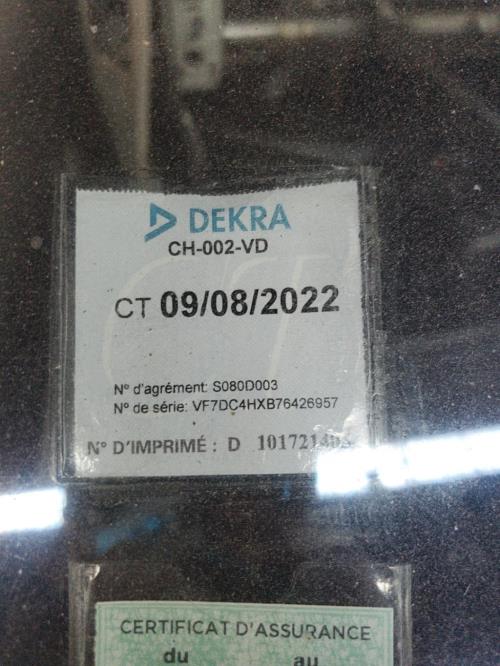 DEKRA
CH-002-VD
CT 09/08/2022
N° d'agrément: S080D003
N° de série: VF7DC4HXB76426957
N° D'IMPRIMÉ : D
CERTIFICAT D'ASSURANCE
du au